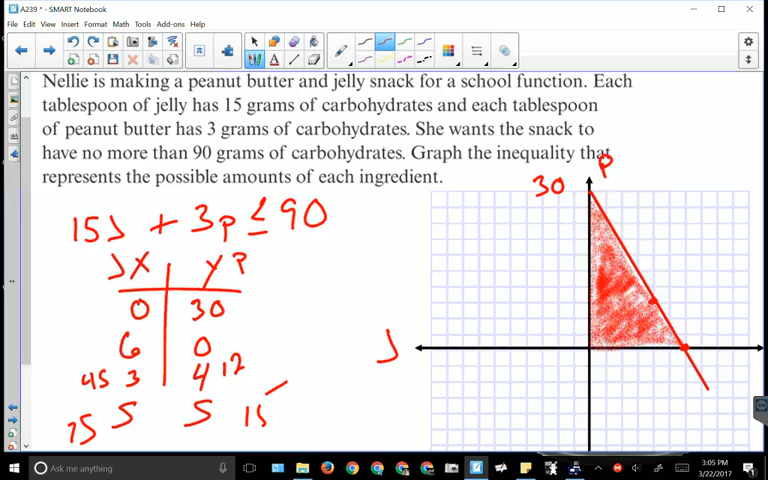 A239 * - SMART Notebook
File Edit View Insert Format Tools Add-ons Help
Nellie is making a peanut butter and jelly snack for a school function. Each
tablespoon of jelly has 15 grams of carbohydrates and each tablespoon
of peanut butter has 3 grams of carbohydrates. She wants the snack to
have no more than 90 grams of carbohydrates. Graph the inequality that
represents the possible amounts of each ingredient.
15J + 3p ≤ 90
J X Y P
0 30
6 0
45 3 4 12
75 5 5 15
30 P
J
Ask me anything
3:05 PM
3/22/2017